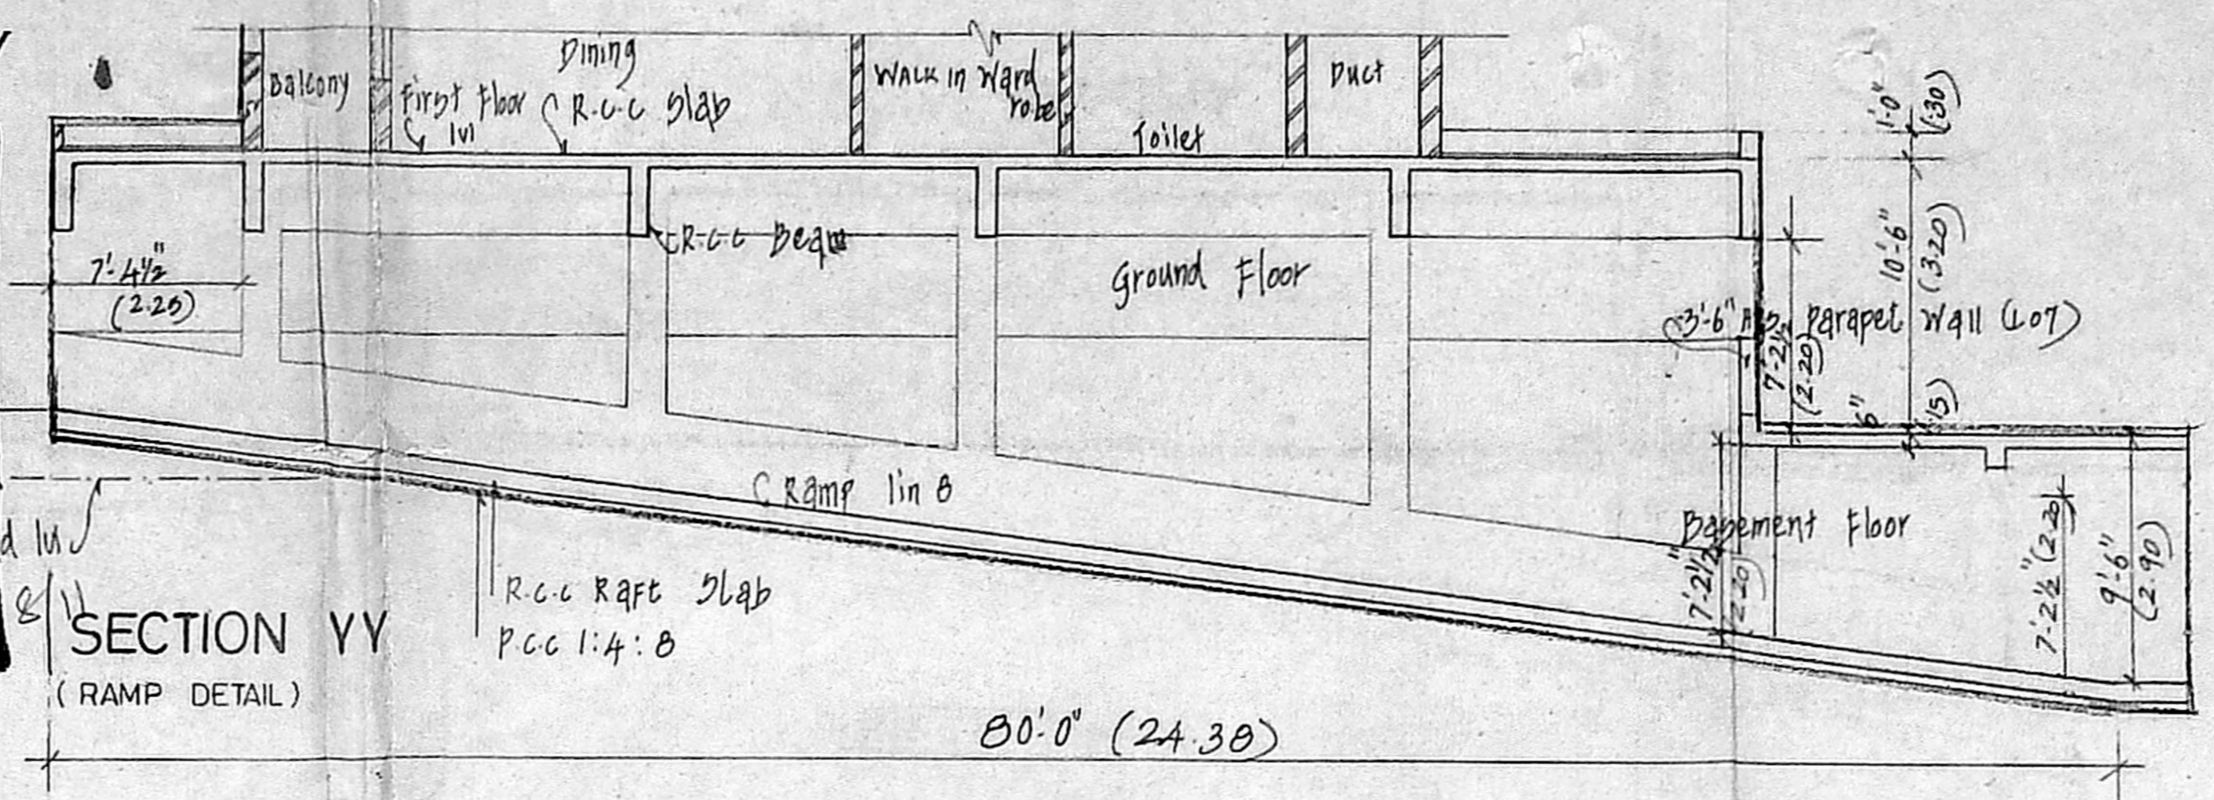 Balcony
Dining
First Floor
lvl
R.C.C Slab
WALK in Ward
robe
Toilet
Duct
1'-0"
(.30)
7'-4½"
(2.25)
R.C.C Beam
Ground Floor
10'-6"
(3.20)
3'-6"
Parapet Wall (1.07)
7'-2½"
(2.20)
6"
(.15)
C Ramp 1in 8
Basement Floor
7'-2½"
2.20)
7'-2½" (2.20)
9'-6"
(2.90)
R.C.C Raft Slab
P.C.C 1:4:8
SECTION YY
(RAMP DETAIL)
80'-0" (24.38)